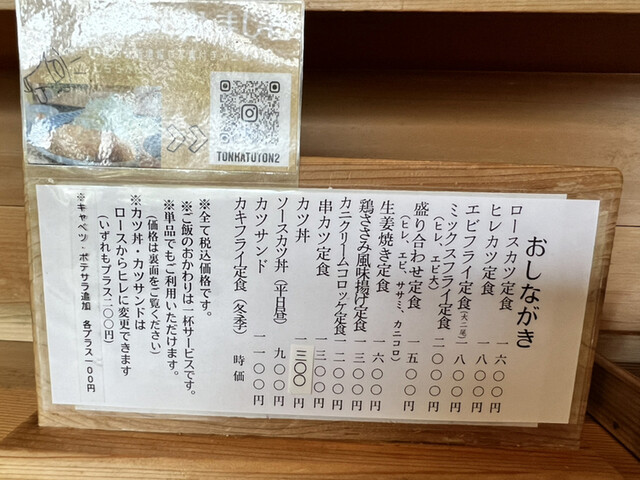 TONKATUYON2
おしながき
ロースカツ定食 一六〇〇円
ヒレカツ定食 一八〇〇円
エビフライ定食(大二尾) 一八〇〇円
ミックスフライ定食 二〇〇〇円
(ヒレ、エビ大)
盛り合わせ定食 一五〇〇円
(ヒレ、エビ、ササミ、カニコロ)
生姜焼き定食 一六〇〇円
鶏ささみ風味揚げ定食 一三〇〇円
カニクリームコロッケ定食 一二〇〇円
串カツ定食 一三〇〇円
カツ丼 一三〇〇円
ソースカツ丼(平日昼) 九〇〇円
カツサンド 一一〇〇円
カキフライ定食(冬季) 時価
※全て税込価格です。
※ご飯のおかわりは一杯サービスです。
※単品でもご利用いただけます。
(価格は裏面をご覧ください)
※カツ丼・カツサンドは
ロースからヒレに変更できます
(いずれもプラス二〇〇円)
※キャベツ・ポテサラ追加 各プラス一〇〇円